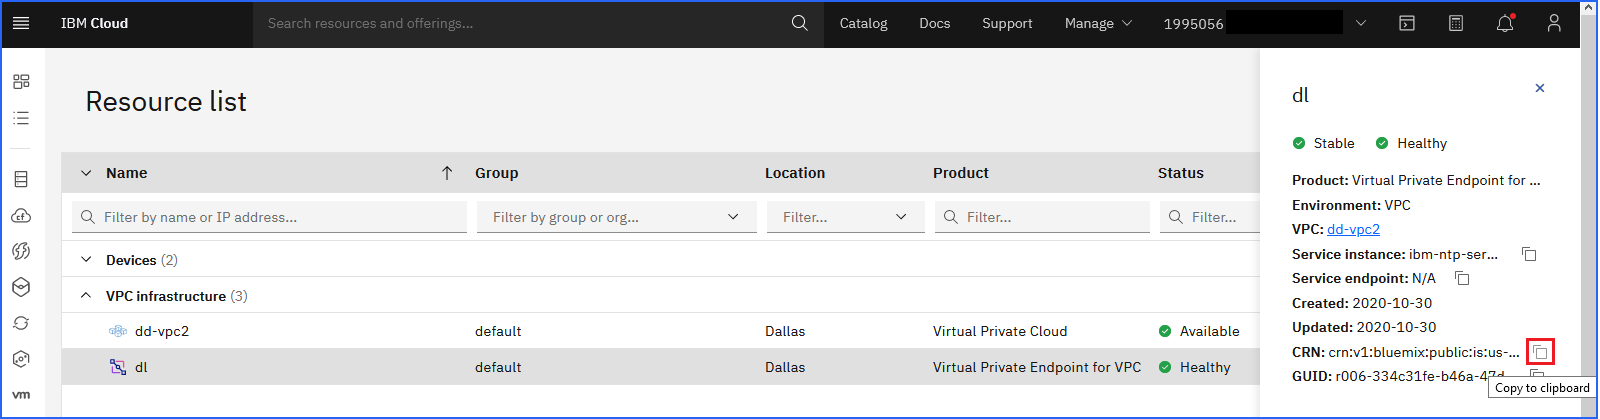 IBM Cloud
Search resources and offerings...
Catalog
Docs
Support
Manage
1995056
Resource list
Name
Group
Location
Product
Status
Filter by name or IP address...
Filter by group or org...
Filter...
Filter...
Filter...
Devices (2)
VPC infrastructure (3)
dd-vpc2
default
Dallas
Virtual Private Cloud
Available
dl
default
Dallas
Virtual Private Endpoint for VPC
Healthy
cf
vm
dl
Stable
Healthy
Product: Virtual Private Endpoint for ...
Environment: VPC
VPC: dd-vpc2
Service instance: ibm-ntp-ser...
Service endpoint: N/A
Created: 2020-10-30
Updated: 2020-10-30
CRN: crn:v1:bluemix:public:is:us-...
GUID: r006-334c31fe-b46a-47d
Copy to clipboard